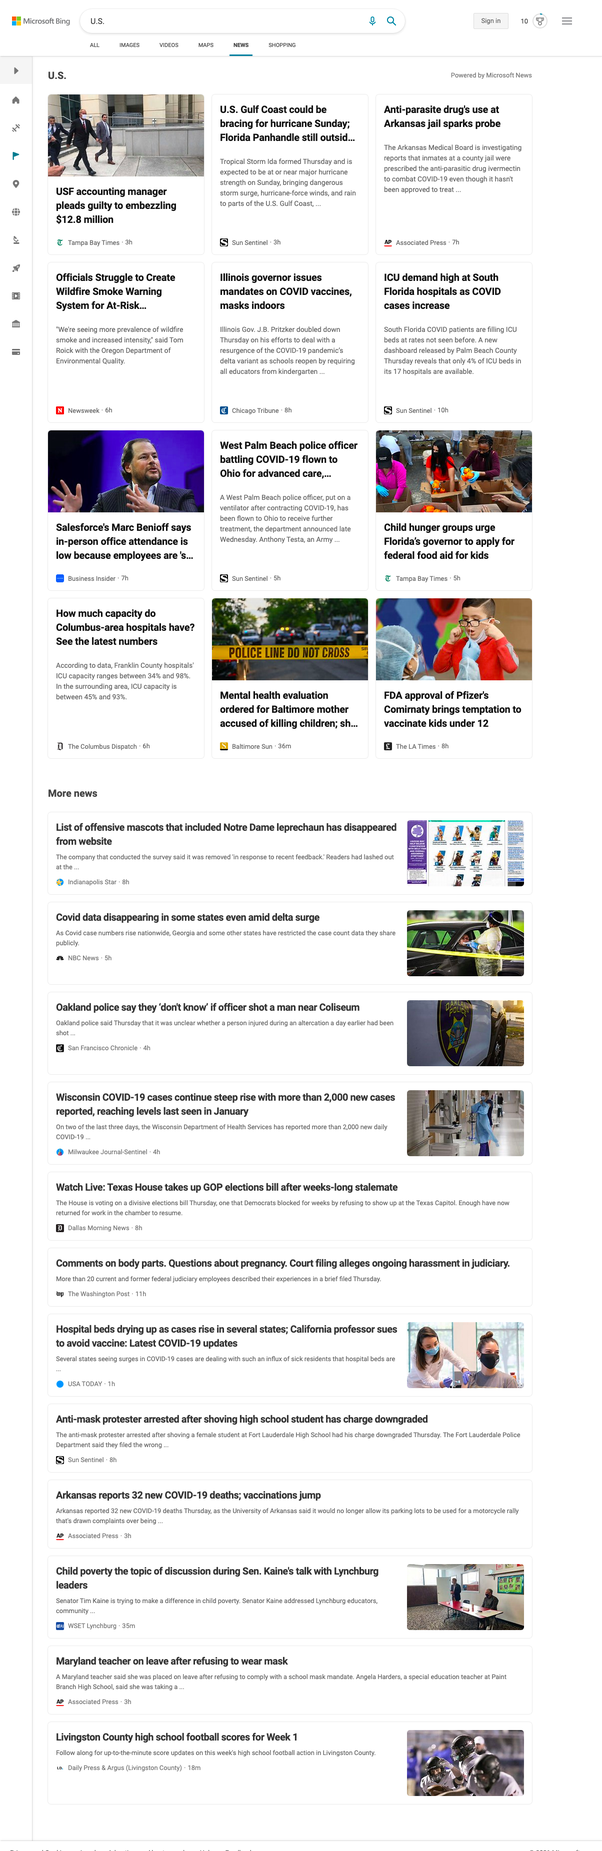 Microsoft Bing
U.S.
Sign in
10
ALL
IMAGES
VIDEOS
MAPS
NEWS
SHOPPING
U.S.
Powered by Microsoft News
USF accounting manager
pleads guilty to embezzling
$12.8 million
Tampa Bay Times · 3h
U.S. Gulf Coast could be
bracing for hurricane Sunday;
Florida Panhandle still outsid...
Tropical Storm Ida formed Thursday and is
expected to be at or near major hurricane
strength on Sunday, bringing dangerous
storm surge, hurricane-force winds, and rain
to parts of the U.S. Gulf Coast, ...
Sun Sentinel · 3h
Anti-parasite drug's use at
Arkansas jail sparks probe
The Arkansas Medical Board is investigating
reports that inmates at a county jail were
prescribed the anti-parasitic drug ivermectin
to combat COVID-19 even though it hasn't
been approved to treat ...
AP Associated Press · 7h
Officials Struggle to Create
Wildfire Smoke Warning
System for At-Risk...
"We're seeing more prevalence of wildfire
smoke and increased intensity," said Tom
Roick with the Oregon Department of
Environmental Quality.
Newsweek · 6h
Illinois governor issues
mandates on COVID vaccines,
masks indoors
Illinois Gov. J.B. Pritzker doubled down
Thursday on his efforts to deal with a
resurgence of the COVID-19 pandemic's
delta variant as schools reopen by requiring
all educators from kindergarten ...
Chicago Tribune · 8h
ICU demand high at South
Florida hospitals as COVID
cases increase
South Florida COVID patients are filling ICU
beds at rates not seen before. A new
dashboard released by Palm Beach County
Thursday reveals that only 4% of ICU beds in
its 17 hospitals are available.
Sun Sentinel · 10h
Salesforce's Marc Benioff says
in-person office attendance is
low because employees are 's...
Business Insider · 7h
West Palm Beach police officer
battling COVID-19 flown to
Ohio for advanced care,...
A West Palm Beach police officer, put on a
ventilator after contracting COVID-19, has
been flown to Ohio to receive further
treatment, the department announced late
Wednesday. Anthony Testa, an Army ...
Sun Sentinel · 5h
Child hunger groups urge
Florida's governor to apply for
federal food aid for kids
Tampa Bay Times · 5h
How much capacity do
Columbus-area hospitals have?
See the latest numbers
According to data, Franklin County hospitals'
ICU capacity ranges between 34% and 98%.
In the surrounding area, ICU capacity is
between 45% and 93%.
The Columbus Dispatch · 6h
POLICE LINE DO NOT CROSS
Mental health evaluation
ordered for Baltimore mother
accused of killing children; sh...
Baltimore Sun · 36m
FDA approval of Pfizer's
Comirnaty brings temptation to
vaccinate kids under 12
The LA Times · 8h
More news
List of offensive mascots that included Notre Dame leprechaun has disappeared
from website
The company that conducted the survey said it was removed 'in response to recent feedback.' Readers had lashed out
at the ...
Indianapolis Star · 8h
Covid data disappearing in some states even amid delta surge
As Covid case numbers rise nationwide, Georgia and some other states have restricted the case count data they share
publicly.
NBC News · 5h
Oakland police say they 'don't know' if officer shot a man near Coliseum
Oakland police said Thursday that it was unclear whether a person injured during an altercation a day earlier had been
shot ...
San Francisco Chronicle · 4h
Wisconsin COVID-19 cases continue steep rise with more than 2,000 new cases
reported, reaching levels last seen in January
On two of the last three days, the Wisconsin Department of Health Services has reported more than 2,000 new daily
COVID-19 ...
Milwaukee Journal-Sentinel · 4h
Watch Live: Texas House takes up GOP elections bill after weeks-long stalemate
The House is voting on a divisive elections bill Thursday, one that Democrats blocked for weeks by refusing to show up at the Texas Capitol. Enough have now
returned for work in the chamber to resume.
Dallas Morning News · 8h
Comments on body parts. Questions about pregnancy. Court filing alleges ongoing harassment in judiciary.
More than 20 current and former federal judiciary employees described their experiences in a brief filed Thursday.
wp The Washington Post · 11h
Hospital beds drying up as cases rise in several states; California professor sues
to avoid vaccine: Latest COVID-19 updates
Several states seeing surges in COVID-19 cases are dealing with such an influx of sick residents that hospital beds are
...
USA TODAY · 1h
Anti-mask protester arrested after shoving high school student has charge downgraded
The anti-mask protester arrested after shoving a female student at Fort Lauderdale High School had his charge downgraded Thursday. The Fort Lauderdale Police
Department said they filed the wrong ...
Sun Sentinel · 8h
Arkansas reports 32 new COVID-19 deaths; vaccinations jump
Arkansas reported 32 new COVID-19 deaths Thursday, as the University of Arkansas said it would no longer allow its parking lots to be used for a motorcycle rally
that's drawn complaints over being ...
AP Associated Press · 3h
Child poverty the topic of discussion during Sen. Kaine's talk with Lynchburg
leaders
Senator Tim Kaine is trying to make a difference in child poverty. Senator Kaine addressed Lynchburg educators,
community ...
WSET Lynchburg · 35m
Maryland teacher on leave after refusing to wear mask
A Maryland teacher said she was placed on leave after refusing to comply with a school mask mandate. Angela Harders, a special education teacher at Paint
Branch High School, said she was taking a ...
AP Associated Press · 3h
Livingston County high school football scores for Week 1
Follow along for up-to-the-minute score updates on this week's high school football action in Livingston County.
Daily Press & Argus (Livingston County) · 18m